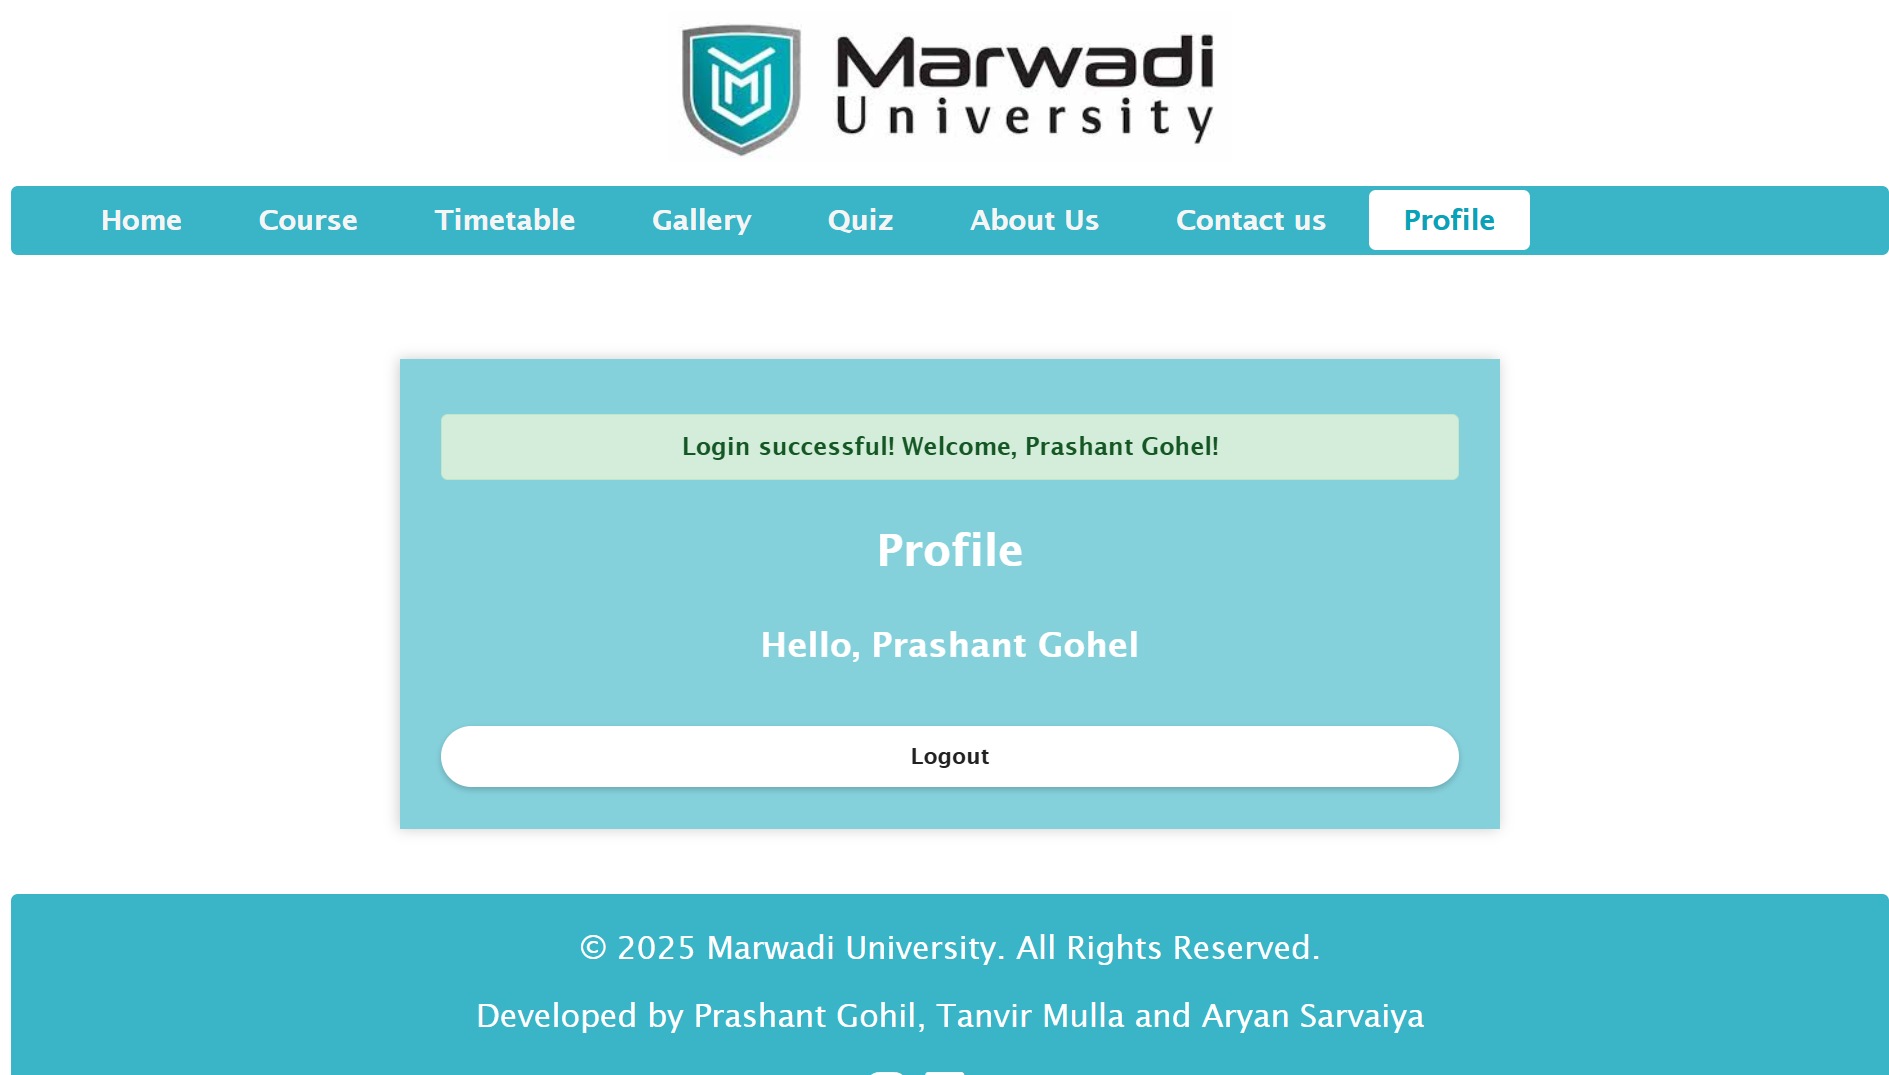 Marwadi
University
Home Course Timetable Gallery Quiz About Us Contact us Profile
Login successful! Welcome, Prashant Gohel!
Profile
Hello, Prashant Gohel
Logout
© 2025 Marwadi University. All Rights Reserved.
Developed by Prashant Gohil, Tanvir Mulla and Aryan Sarvaiya